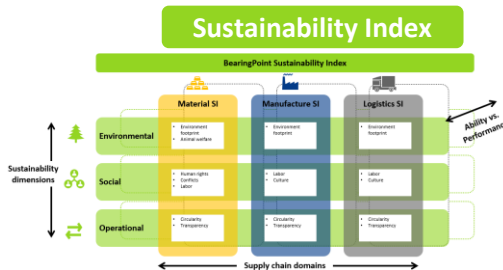 Sustainability Index
BearingPoint Sustainability Index
Material SI
Manufacture SI
Logistics SI
Ability vs.
Performance
Sustainability
dimensions
Environmental
• Environment
footprint
• Animal welfare
• Environment
footprint
• Environment
footprint
Social
• Human rights
• Conflicts
• Labor
• Labor
• Culture
• Labor
• Culture
Operational
• Circularity
• Transparency
• Circularity
• Transparency
• Circularity
• Transparency
Supply chain domains